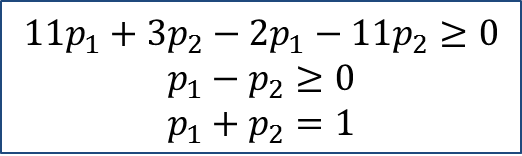 11p₁ + 3p₂ − 2p₁ − 11p₂ ≥ 0
p₁ − p₂ ≥ 0
p₁ + p₂ = 1